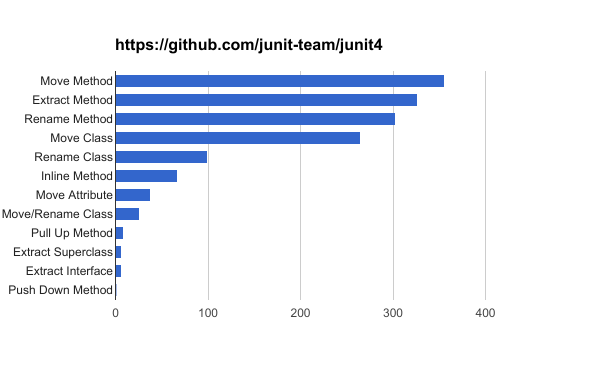 https://github.com/junit-team/junit4
Move Method
Extract Method
Rename Method
Move Class
Rename Class
Inline Method
Move Attribute
Move/Rename Class
Pull Up Method
Extract Superclass
Extract Interface
Push Down Method
0 100 200 300 400